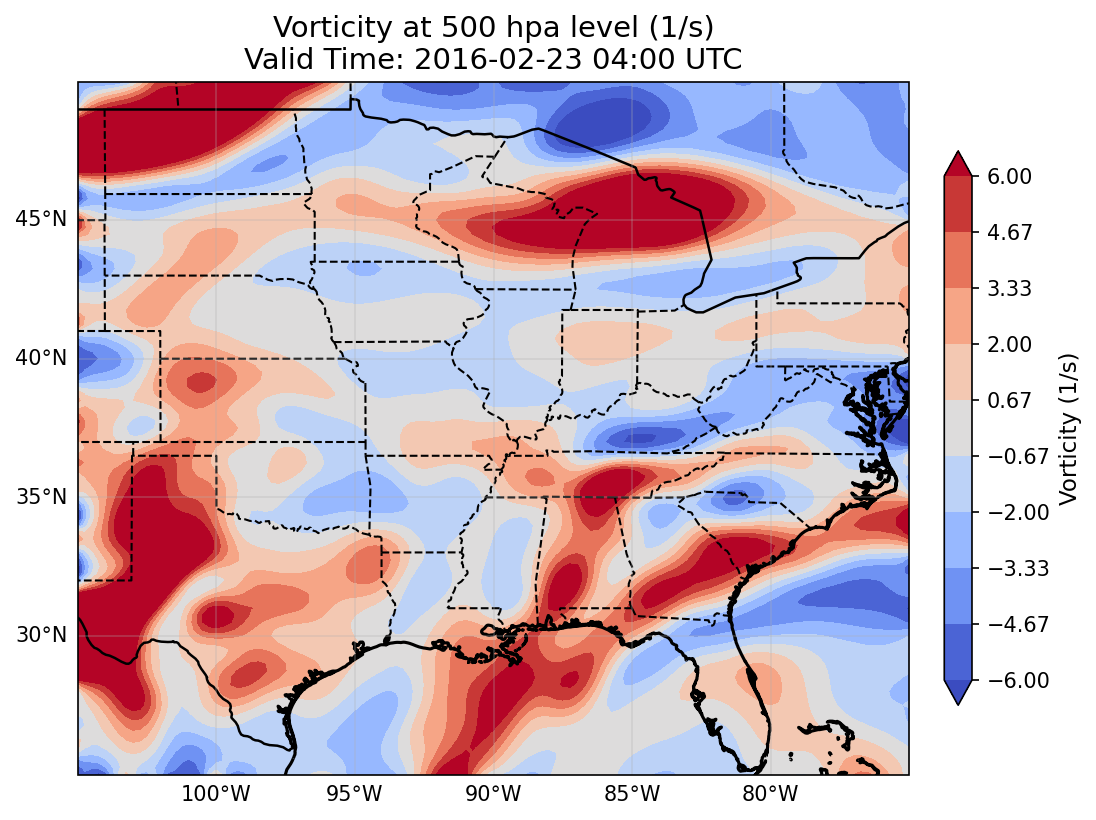 Vorticity at 500 hpa level (1/s)
Valid Time: 2016-02-23 04:00 UTC
45°N
40°N
35°N
30°N
100°W
95°W
90°W
85°W
80°W
6.00
4.67
3.33
2.00
0.67
−0.67
−2.00
−3.33
−4.67
−6.00
Vorticity (1/s)